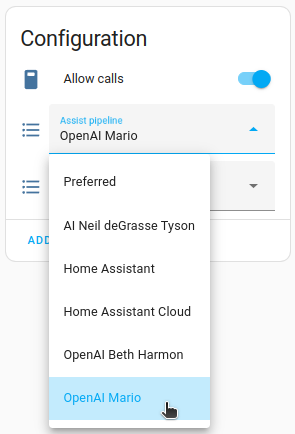 Configuration
Allow calls
Assist pipeline
OpenAI Mario
Preferred
AI Neil deGrasse Tyson
Home Assistant
Home Assistant Cloud
OpenAI Beth Harmon
OpenAI Mario
ADD